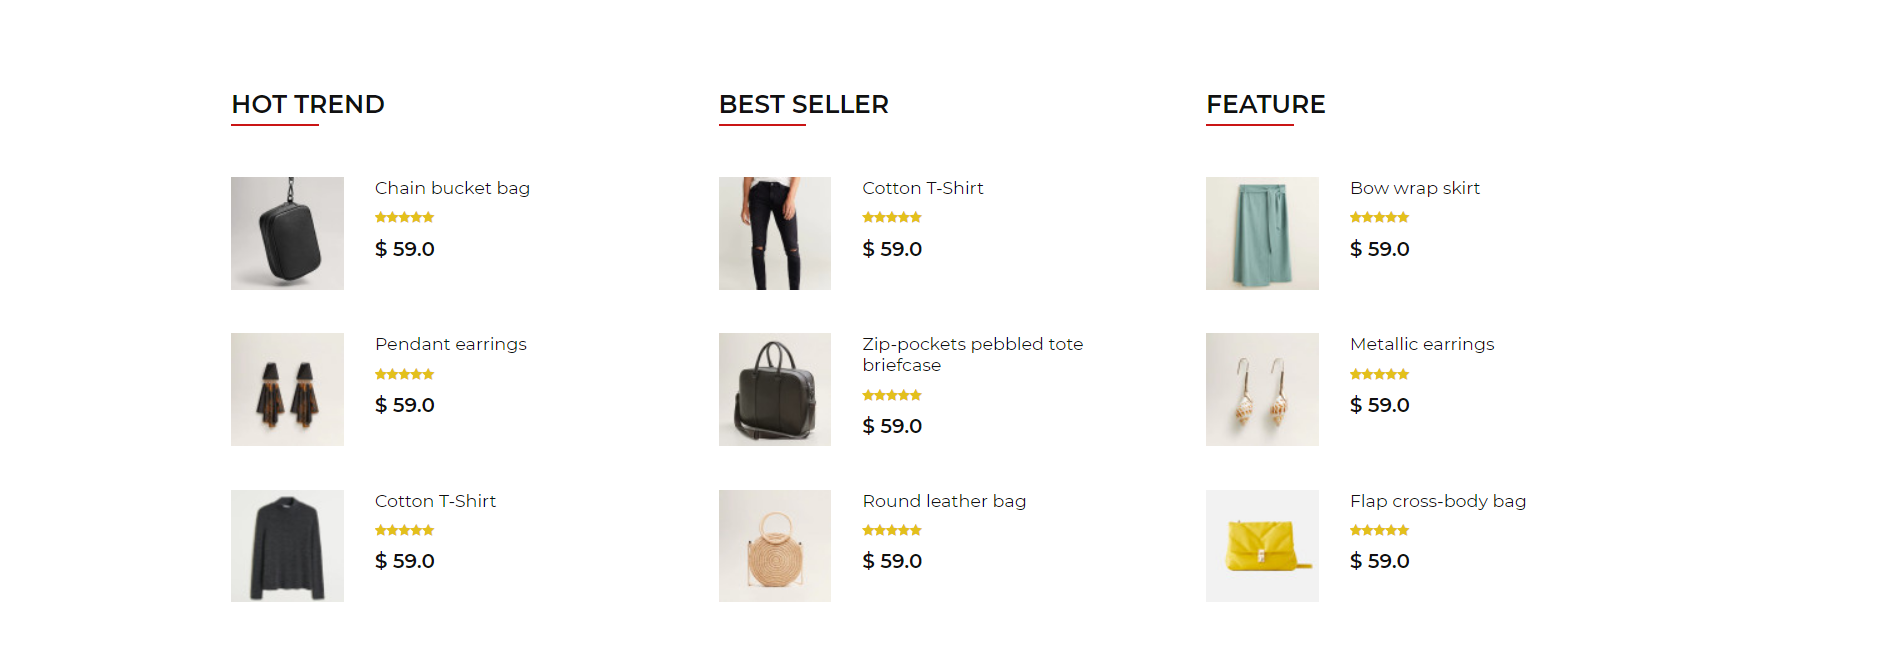 HOT TREND
Chain bucket bag
$ 59.0
Pendant earrings
$ 59.0
Cotton T-Shirt
$ 59.0
BEST SELLER
Cotton T-Shirt
$ 59.0
Zip-pockets pebbled tote
briefcase
$ 59.0
Round leather bag
$ 59.0
FEATURE
Bow wrap skirt
$ 59.0
Metallic earrings
$ 59.0
Flap cross-body bag
$ 59.0